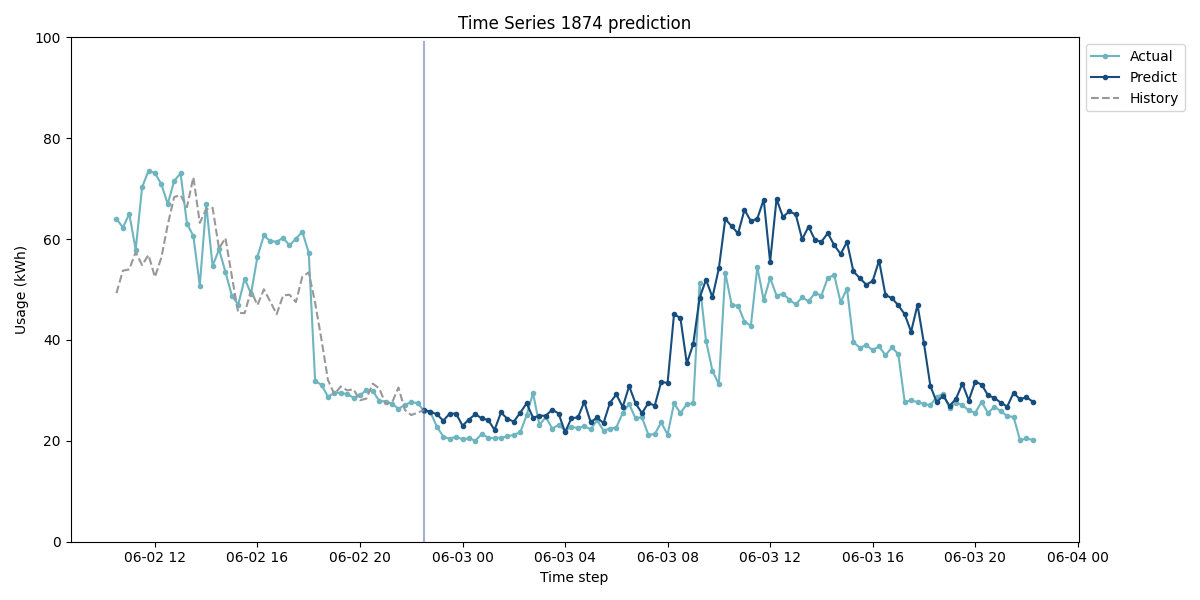 Time Series 1874 prediction
100
80
60
40
20
0
Usage (kWh)
06-02 12
06-02 16
06-02 20
06-03 00
06-03 04
06-03 08
06-03 12
06-03 16
06-03 20
06-04 00
Time step
Actual
Predict
History